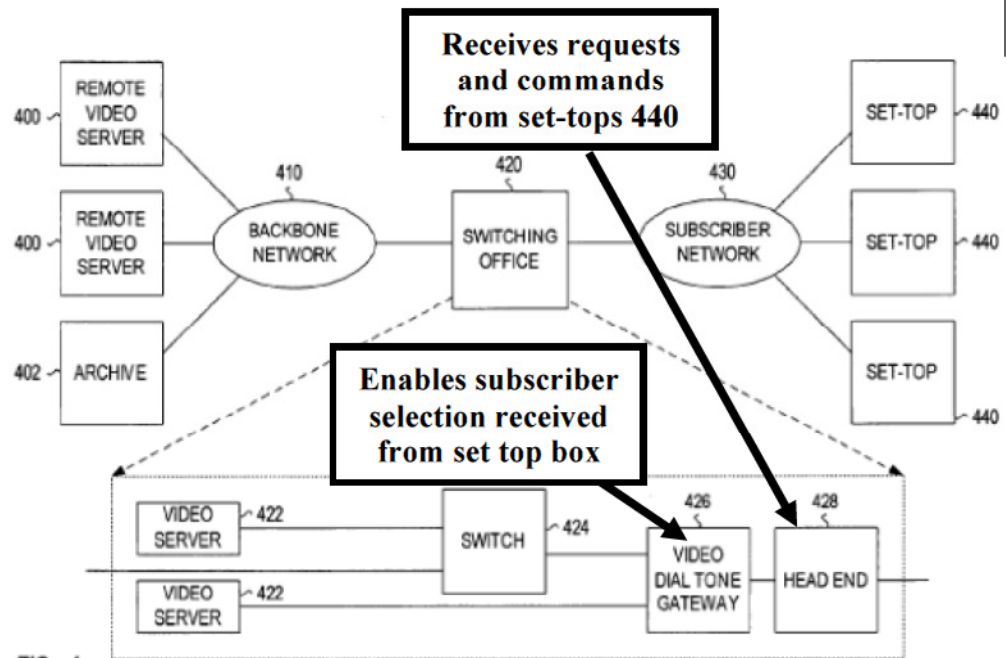 Receives requests
and commands
from set-tops 440
400
REMOTE
VIDEO
SERVER
SET-TOP
440
410
420
430
400
REMOTE
VIDEO
SERVER
BACKBONE
NETWORK
SWITCHING
OFFICE
SUBSCRIBER
NETWORK
SET-TOP
440
402
ARCHIVE
Enables subscriber
selection received
from set top box
SET-TOP
440
VIDEO
SERVER
422
SWITCH
424
426
VIDEO
DIAL TONE
GATEWAY
428
HEAD END
VIDEO
SERVER
422